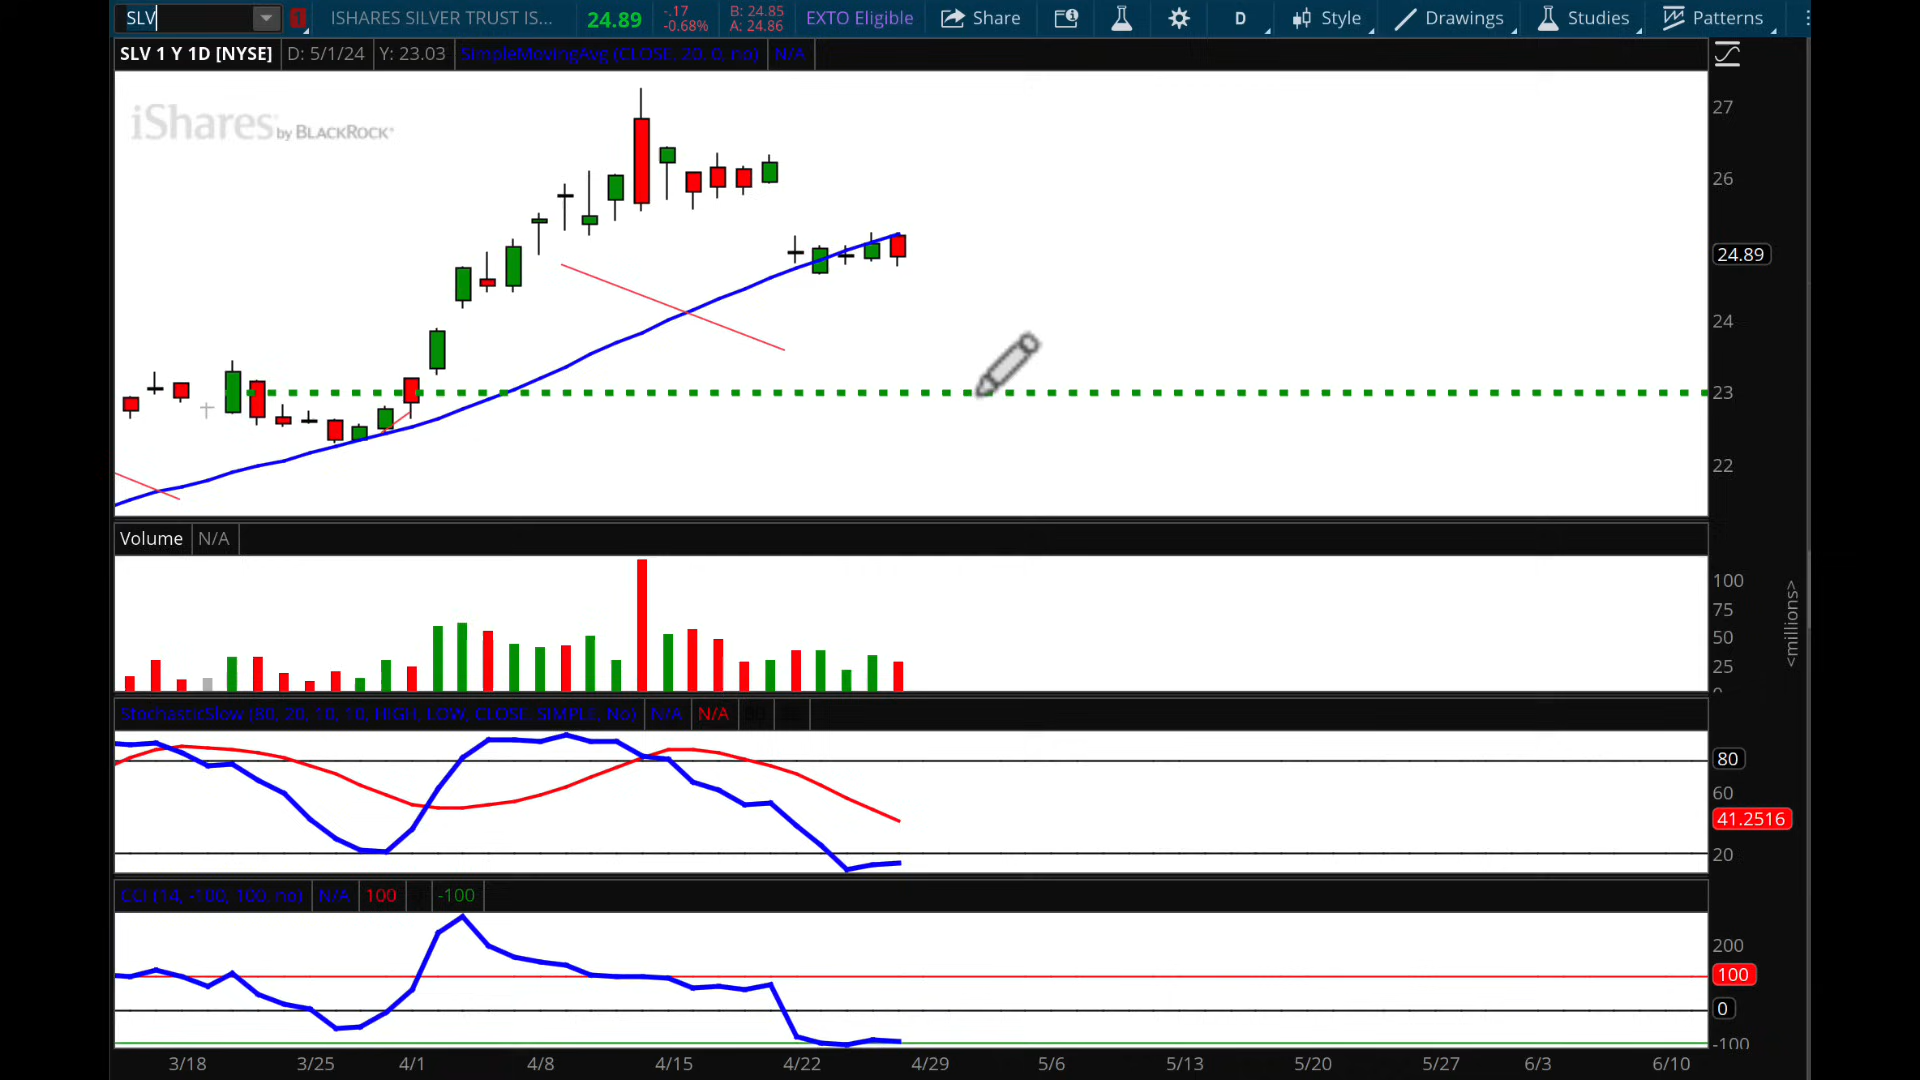 SLV 1 ISHARES SILVER TRUST IS... 24.89 -.17 -0.68% B: 24.85 A: 24.86 EXTO Eligible Share D Style Drawings Studies Patterns
SLV 1 Y 1D [NYSE] D: 5/1/24 Y: 23.03 SimpleMovingAvg (CLOSE, 20, 0, no) N/A
iShares by BLACKROCK®
27
26
24.89
24
23
22
Volume N/A
100
75
50
25
0
<millions>
StochasticSlow (80, 20, 10, 10, HIGH, LOW, CLOSE, SIMPLE, No) N/A N/A
80
60
41.2516
20
CCI (14, -100, 100, no) N/A 100 -100
200
100
0
-100
3/18 3/25 4/1 4/8 4/15 4/22 4/29 5/6 5/13 5/20 5/27 6/3 6/10